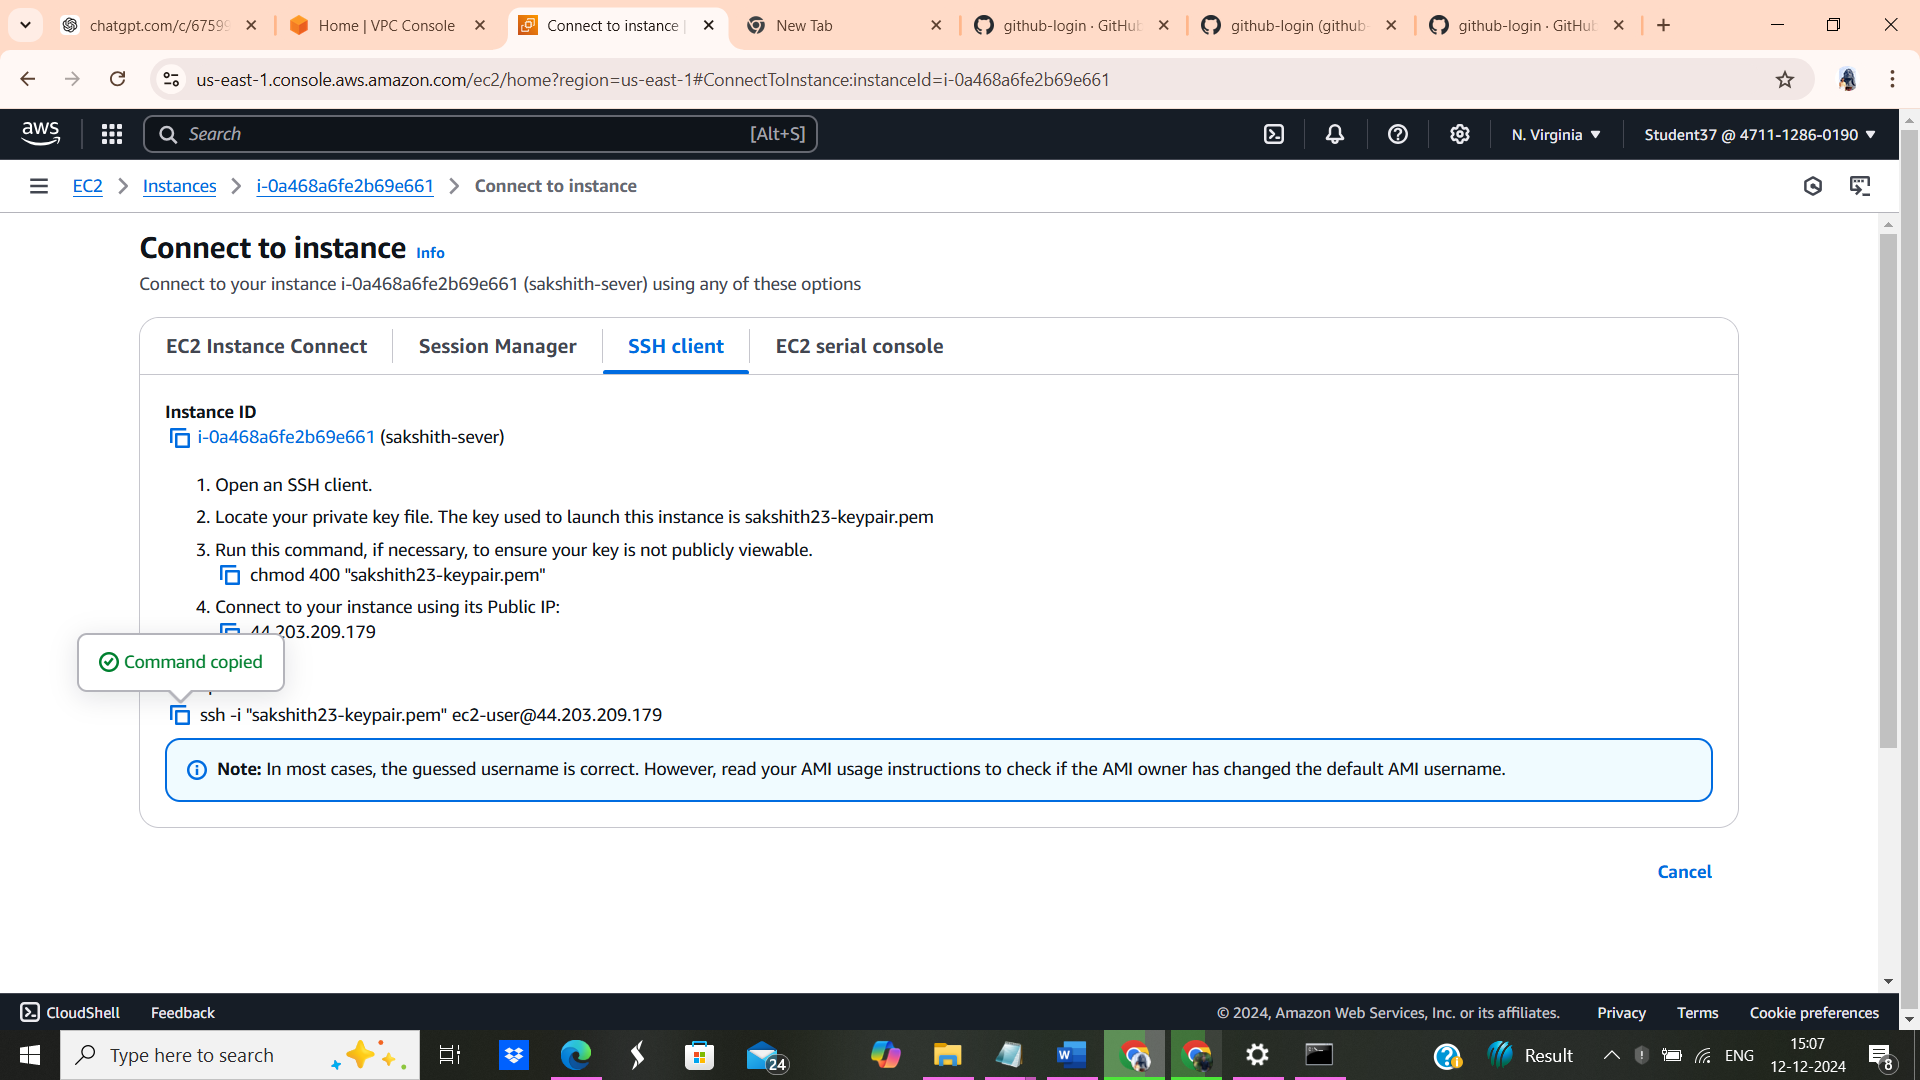 chatgpt.com/c/67599
Home | VPC Console
Connect to instance |
New Tab
github-login · GitHub
github-login (github-
github-login · GitHub
us-east-1.console.aws.amazon.com/ec2/home?region=us-east-1#ConnectToInstance:instanceId=i-0a468a6fe2b69e661
aws
Search
[Alt+S]
N. Virginia
Student37 @ 4711-1286-0190
EC2
Instances
i-0a468a6fe2b69e661
Connect to instance
Connect to instance Info
Connect to your instance i-0a468a6fe2b69e661 (sakshith-sever) using any of these options
EC2 Instance Connect
Session Manager
SSH client
EC2 serial console
Instance ID
i-0a468a6fe2b69e661 (sakshith-sever)
1. Open an SSH client.
2. Locate your private key file. The key used to launch this instance is sakshith23-keypair.pem
3. Run this command, if necessary, to ensure your key is not publicly viewable.
chmod 400 "sakshith23-keypair.pem"
4. Connect to your instance using its Public IP:
44.203.209.179
Command copied
ssh -i "sakshith23-keypair.pem" ec2-user@44.203.209.179
Note: In most cases, the guessed username is correct. However, read your AMI usage instructions to check if the AMI owner has changed the default AMI username.
Cancel
CloudShell
Feedback
© 2024, Amazon Web Services, Inc. or its affiliates.
Privacy
Terms
Cookie preferences
Type here to search
24
Result
ENG
15:07
12-12-2024
8